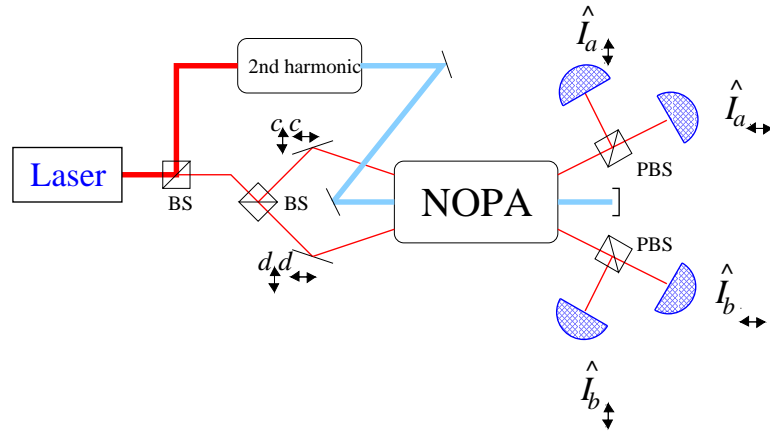 Î_a ↕
2nd harmonic
Î_a ↔
c ↕ c ↔
Laser
BS
BS
PBS
NOPA
PBS
d ↕ d ↔
Î_b ↔
Î_b ↕